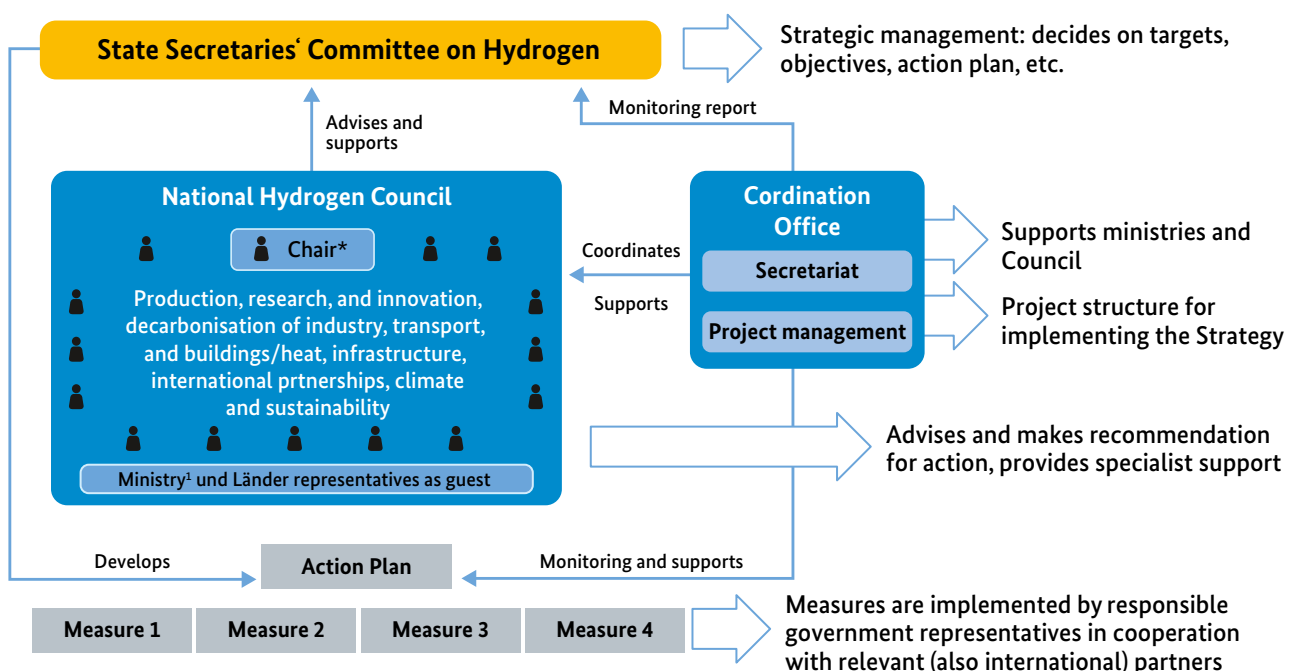 State Secretaries‘ Committee on Hydrogen
Strategic management: decides on targets,
objectives, action plan, etc.
Advises and
supports
Monitoring report
National Hydrogen Council
Chair*
Production, research, and innovation,
decarbonisation of industry, transport,
and buildings/heat, infrastructure,
international prtnerships, climate
and sustainability
Ministry¹ und Länder representatives as guest
Coordinates
Supports
Cordination
Office
Secretariat
Project management
Supports ministries and
Council
Project structure for
implementing the Strategy
Advises and makes recommendation
for action, provides specialist support
Develops
Action Plan
Monitoring and supports
Measure 1
Measure 2
Measure 3
Measure 4
Measures are implemented by responsible
government representatives in cooperation
with relevant (also international) partners